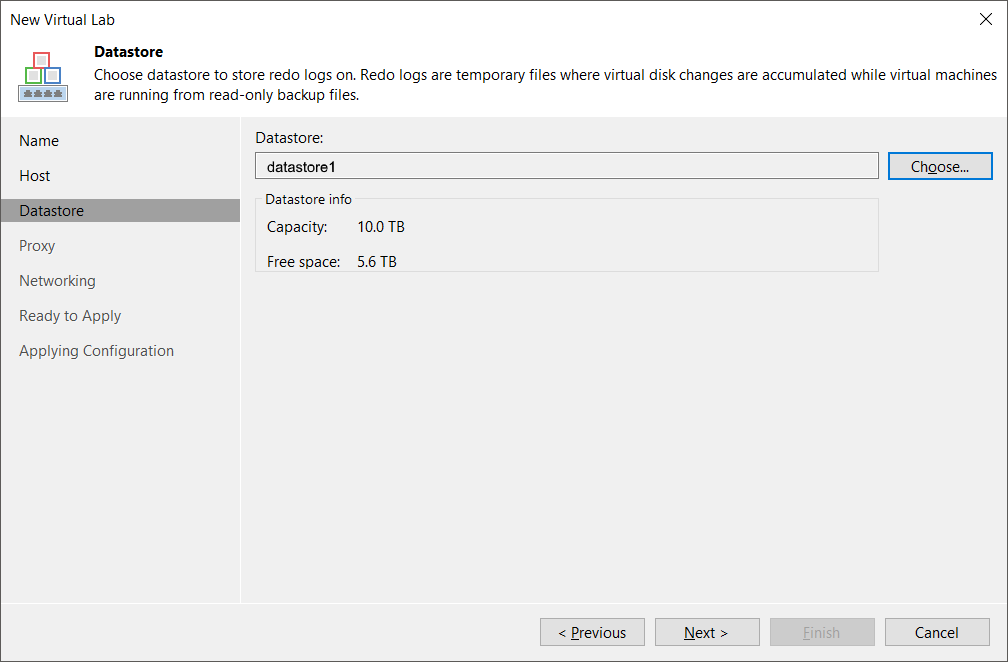 New Virtual Lab
Datastore
Choose datastore to store redo logs on. Redo logs are temporary files where virtual disk changes are accumulated while virtual machines
are running from read-only backup files.
Name
Host
Datastore
Proxy
Networking
Ready to Apply
Applying Configuration
Datastore:
datastore1
Choose...
Datastore info
Capacity: 10.0 TB
Free space: 5.6 TB
< Previous
Next >
Finish
Cancel